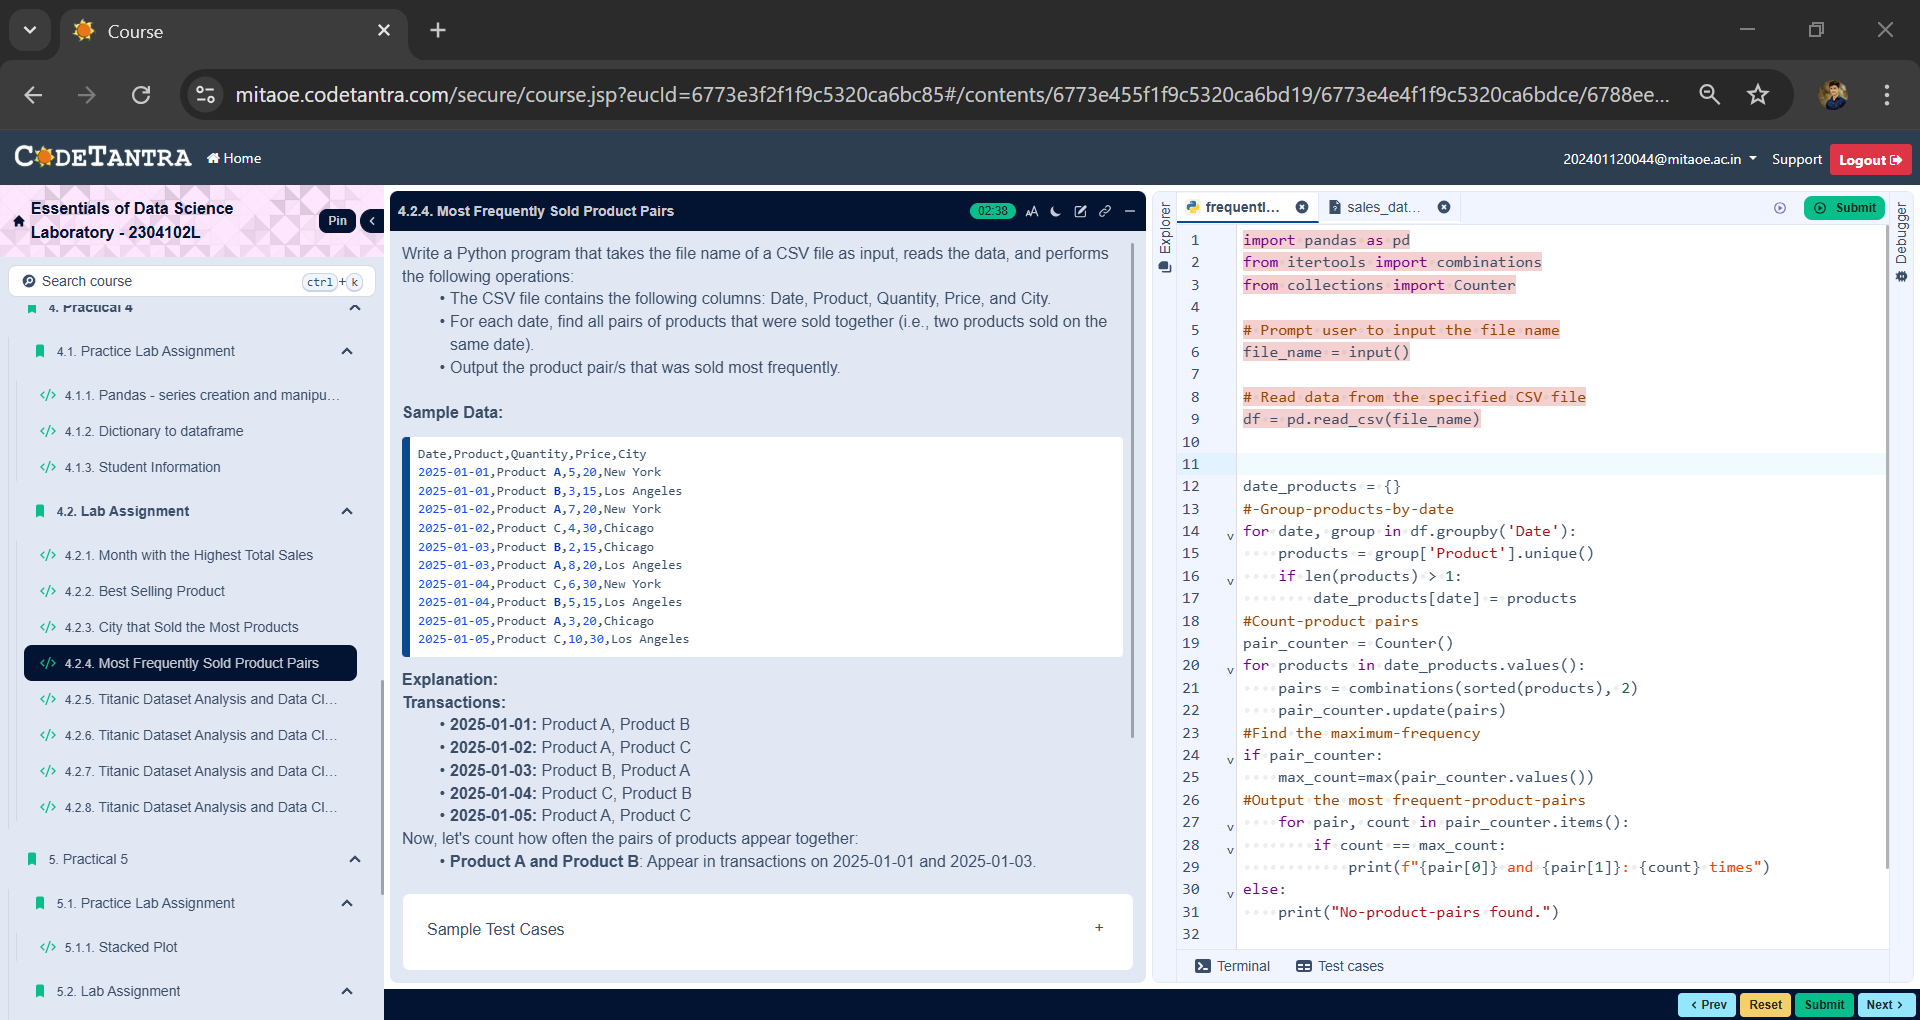 Course
mitaoe.codetantra.com/secure/course.jsp?eucId=6773e3f2f1f9c5320ca6bc85#/contents/6773e455f1f9c5320ca6bd19/6773e4e4f1f9c5320ca6bdce/6788ee...
CODETANTRA
Home
202401120044@mitaoe.ac.in
Support
Logout
Essentials of Data Science
Laboratory - 2304102L
Pin
Search course
ctrl + k
4. Practical 4
4.1. Practice Lab Assignment
4.1.1. Pandas - series creation and manipu...
4.1.2. Dictionary to dataframe
4.1.3. Student Information
4.2. Lab Assignment
4.2.1. Month with the Highest Total Sales
4.2.2. Best Selling Product
4.2.3. City that Sold the Most Products
4.2.4. Most Frequently Sold Product Pairs
4.2.5. Titanic Dataset Analysis and Data Cl...
4.2.6. Titanic Dataset Analysis and Data Cl...
4.2.7. Titanic Dataset Analysis and Data Cl...
4.2.8. Titanic Dataset Analysis and Data Cl...
5. Practical 5
5.1. Practice Lab Assignment
5.1.1. Stacked Plot
5.2. Lab Assignment
4.2.4. Most Frequently Sold Product Pairs
02:38
Write a Python program that takes the file name of a CSV file as input, reads the data, and performs
the following operations:
• The CSV file contains the following columns: Date, Product, Quantity, Price, and City.
• For each date, find all pairs of products that were sold together (i.e., two products sold on the
same date).
• Output the product pair/s that was sold most frequently.
Sample Data:
Date,Product,Quantity,Price,City
2025-01-01,Product A,5,20,New York
2025-01-01,Product B,3,15,Los Angeles
2025-01-02,Product A,7,20,New York
2025-01-02,Product C,4,30,Chicago
2025-01-03,Product B,2,15,Chicago
2025-01-03,Product A,8,20,Los Angeles
2025-01-04,Product C,6,30,New York
2025-01-04,Product B,5,15,Los Angeles
2025-01-05,Product A,3,20,Chicago
2025-01-05,Product C,10,30,Los Angeles
Explanation:
Transactions:
• 2025-01-01: Product A, Product B
• 2025-01-02: Product A, Product C
• 2025-01-03: Product B, Product A
• 2025-01-04: Product C, Product B
• 2025-01-05: Product A, Product C
Now, let's count how often the pairs of products appear together:
• Product A and Product B: Appear in transactions on 2025-01-01 and 2025-01-03.
Sample Test Cases
+
Explorer
frequentl...
sales_dat...
Submit
Debugger
1 import pandas as pd
2 from itertools import combinations
3 from collections import Counter
4
5 # Prompt user to input the file name
6 file_name = input()
7
8 # Read data from the specified CSV file
9 df = pd.read_csv(file_name)
10
11
12 date_products = {}
13 #-Group-products-by-date
14 for date, group in df.groupby('Date'):
15 products = group['Product'].unique()
16 if len(products) > 1:
17 date_products[date] = products
18 #Count-product pairs
19 pair_counter = Counter()
20 for products in date_products.values():
21 pairs = combinations(sorted(products), 2)
22 pair_counter.update(pairs)
23 #Find the maximum-frequency
24 if pair_counter:
25 max_count=max(pair_counter.values())
26 #Output the most frequent-product-pairs
27 for pair, count in pair_counter.items():
28 if count == max_count:
29 print(f"{pair[0]} and {pair[1]}: {count} times")
30 else:
31 print("No-product-pairs found.")
32
Terminal
Test cases
Prev
Reset
Submit
Next